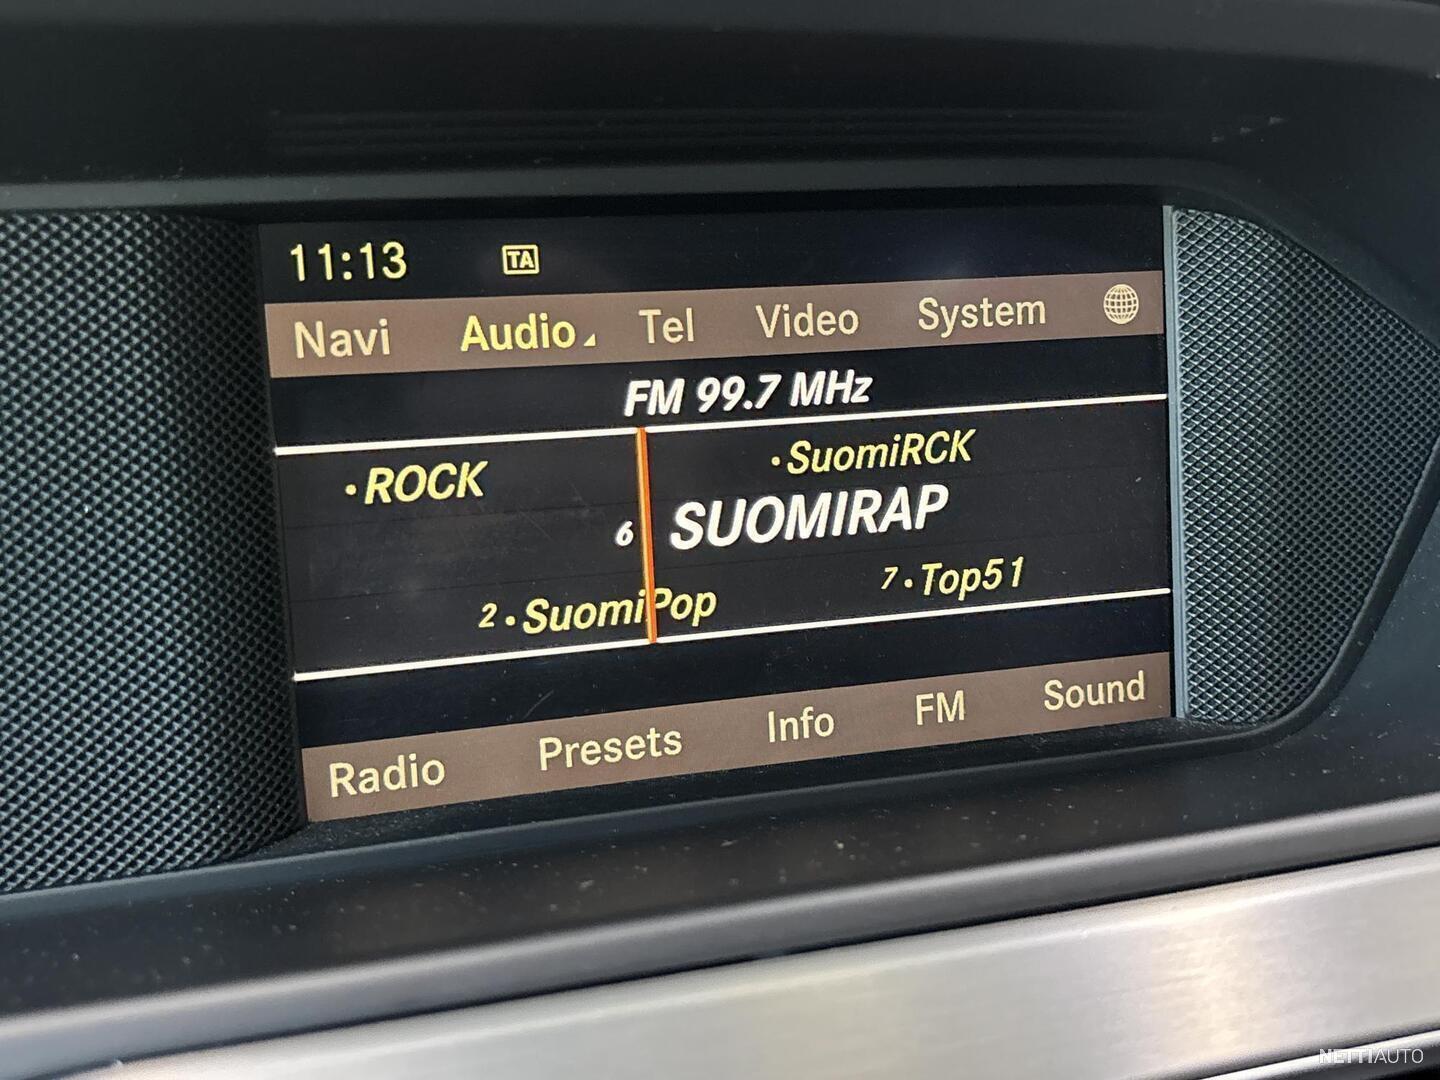 11:13 TA
Navi Audio Tel Video System
FM 99.7 MHz
·ROCK ·SuomiRCK
6 SUOMIRAP
2·SuomiPop 7·Top51
Radio Presets Info FM Sound
NETTIAUTO